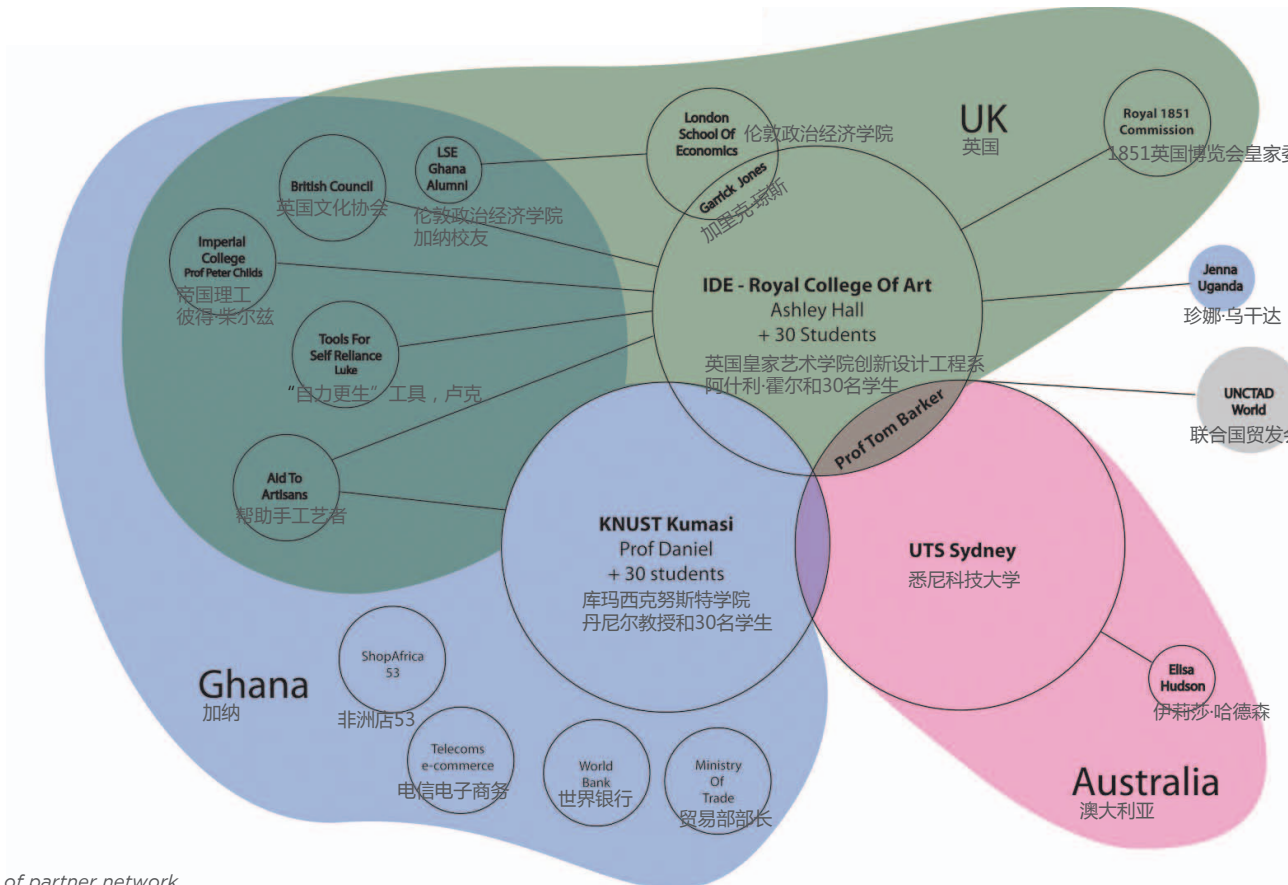 London
School Of
Economics
伦敦政治经济学院
UK
英国
Royal 1851
Commission
1851英国博览会皇家委
LSE
Ghana
Alumni
伦敦政治经济学院
加纳校友
British Council
英国文化协会
Garrick Jones
加里克·琼斯
Imperial
College
Prof Peter Childs
帝国理工
彼得·柴尔兹
IDE - Royal College Of Art
Ashley Hall
+ 30 Students
英国皇家艺术学院创新设计工程系
阿什利·霍尔和30名学生
Jenna
Uganda
珍娜·乌干达
Tools For
Self Reliance
Luke
“自力更生”工具，卢克
UNCTAD
World
联合国贸发会
Prof Tom Barker
Aid To
Artisans
帮助手工艺者
KNUST Kumasi
Prof Daniel
+ 30 students
库玛西克努斯特学院
丹尼尔教授和30名学生
UTS Sydney
悉尼科技大学
Elisa
Hudson
伊莉莎·哈德森
Ghana
加纳
ShopAfrica
53
非洲店53
Telecoms
e-commerce
电信电子商务
World
Bank
世界银行
Ministry
Of
Trade
贸易部部长
Australia
澳大利亚
of partner network